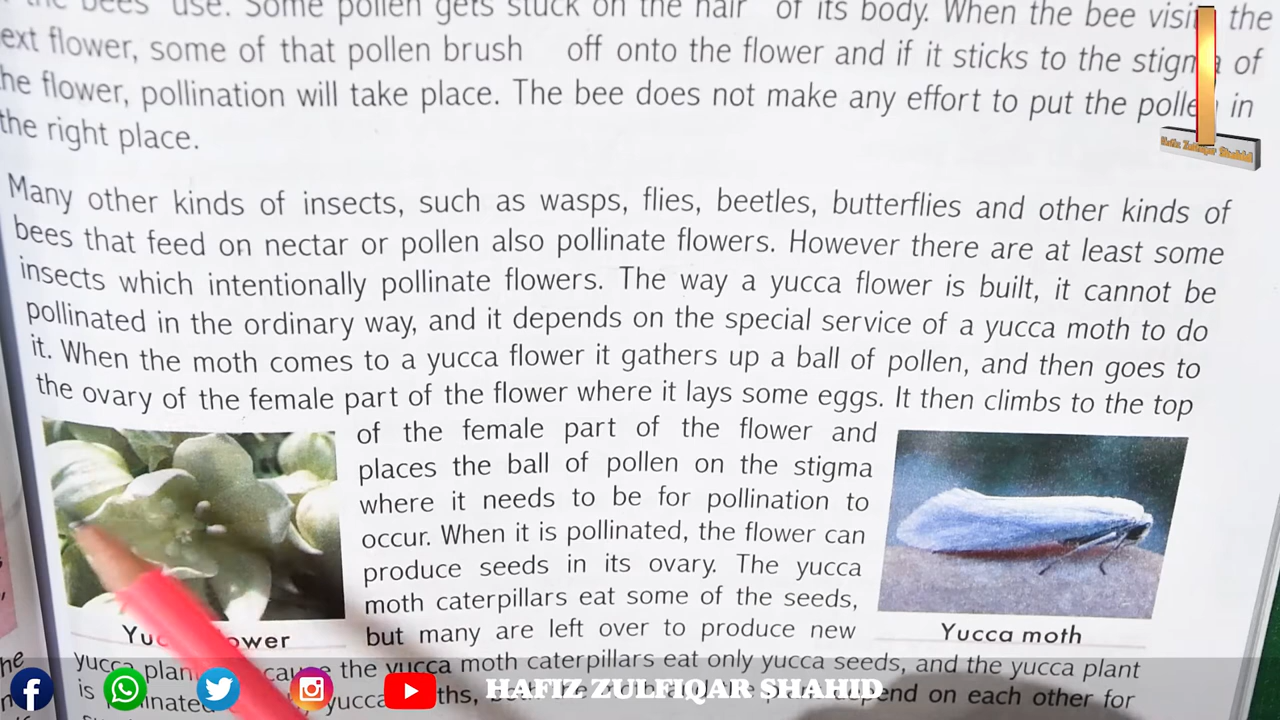 the bees use. Some pollen gets stuck on the hair of its body. When the bee visit the
ext flower, some of that pollen brush off onto the flower and if it sticks to the stigma of
he flower, pollination will take place. The bee does not make any effort to put the pollen in
the right place.
Hafiz Zulfiqar Shahid
Many other kinds of insects, such as wasps, flies, beetles, butterflies and other kinds of
bees that feed on nectar or pollen also pollinate flowers. However there are at least some
insects which intentionally pollinate flowers. The way a yucca flower is built, it cannot be
pollinated in the ordinary way, and it depends on the special service of a yucca moth to do
it. When the moth comes to a yucca flower it gathers up a ball of pollen, and then goes to
the ovary of the female part of the flower where it lays some eggs. It then climbs to the top
of the female part of the flower and
places the ball of pollen on the stigma
where it needs to be for pollination to
occur. When it is pollinated, the flower can
produce seeds in its ovary. The yucca
moth caterpillars eat some of the seeds,
but many are left over to produce new
Yucca flower
Yucca moth
yucca plan cause the yucca moth caterpillars eat only yucca seeds, and the yucca plant
is yucca ths, depend on each other for
HAFIZ ZULFIQAR SHAHID